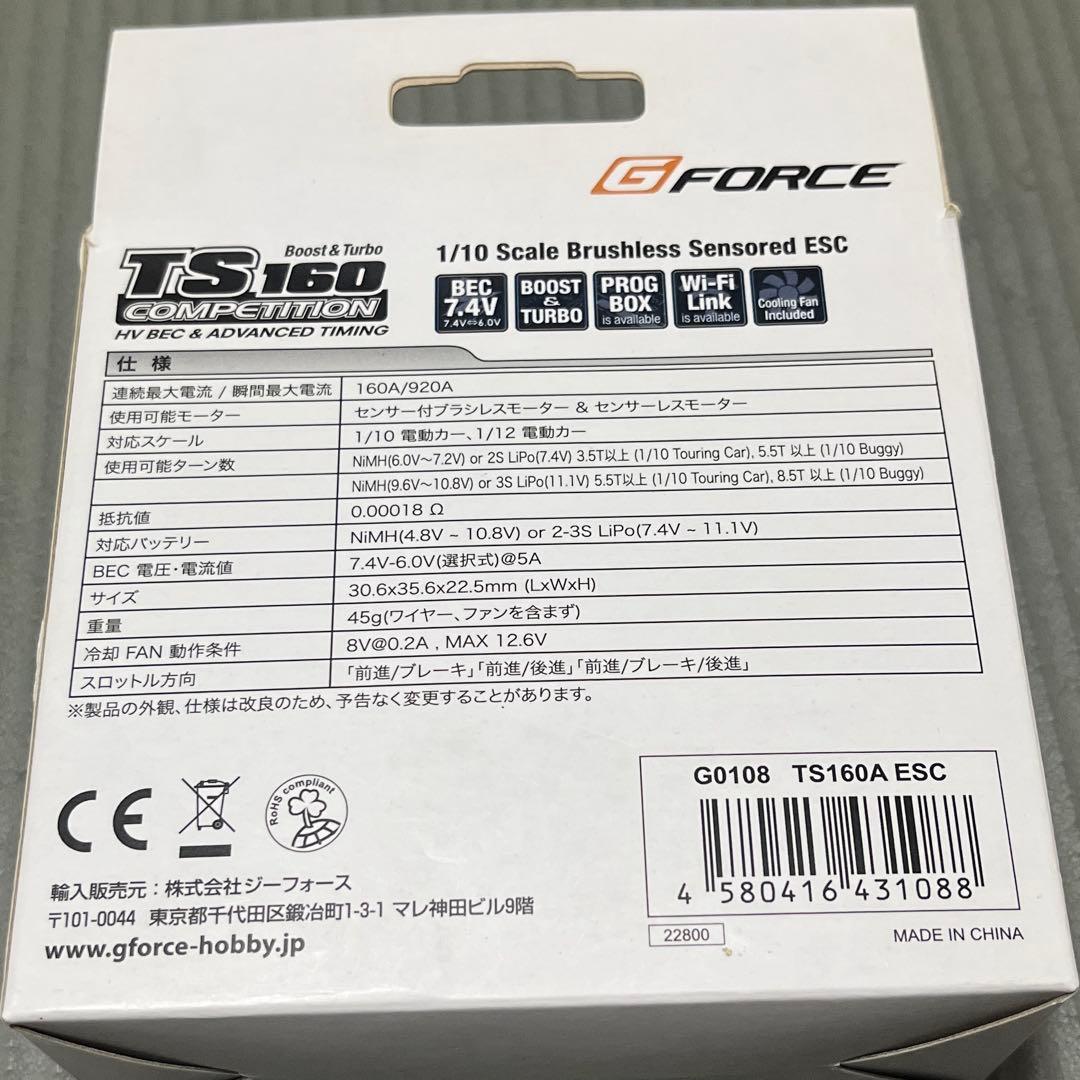 G FORCE
Boost & Turbo
TS160
COMPETITION
HV BEC & ADVANCED TIMING
1/10 Scale Brushless Sensored ESC
BEC 7.4V 7.4V⇔6.0V
BOOST & TURBO
PROG BOX is available
Wi-Fi Link is available
Cooling Fan Included
仕 様
連続最大電流 / 瞬間最大電流 160A/920A
使用可能モーター センサー付ブラシレスモーター & センサーレスモーター
対応スケール 1/10 電動カー、1/12 電動カー
使用可能ターン数 NiMH(6.0V～7.2V) or 2S LiPo(7.4V) 3.5T以上 (1/10 Touring Car), 5.5T 以上 (1/10 Buggy)
NiMH(9.6V～10.8V) or 3S LiPo(11.1V) 5.5T以上 (1/10 Touring Car), 8.5T 以上 (1/10 Buggy)
抵抗値 0.00018 Ω
対応バッテリー NiMH(4.8V ~ 10.8V) or 2-3S LiPo(7.4V ~ 11.1V)
BEC 電圧・電流値 7.4V-6.0V(選択式)@5A
サイズ 30.6x35.6x22.5mm (LxWxH)
重量 45g(ワイヤー、ファンを含まず)
冷却 FAN 動作条件 8V@0.2A , MAX 12.6V
スロットル方向 「前進/ブレーキ」「前進/後進」「前進/ブレーキ/後進」
※製品の外観、仕様は改良のため、予告なく変更することがあります。
CE
RoHS compliant
G0108 TS160A ESC
4 580416 431088
22800
MADE IN CHINA
輸入販売元：株式会社ジーフォース
〒101-0044 東京都千代田区鍛冶町1-3-1 マレ神田ビル9階
www.gforce-hobby.jp